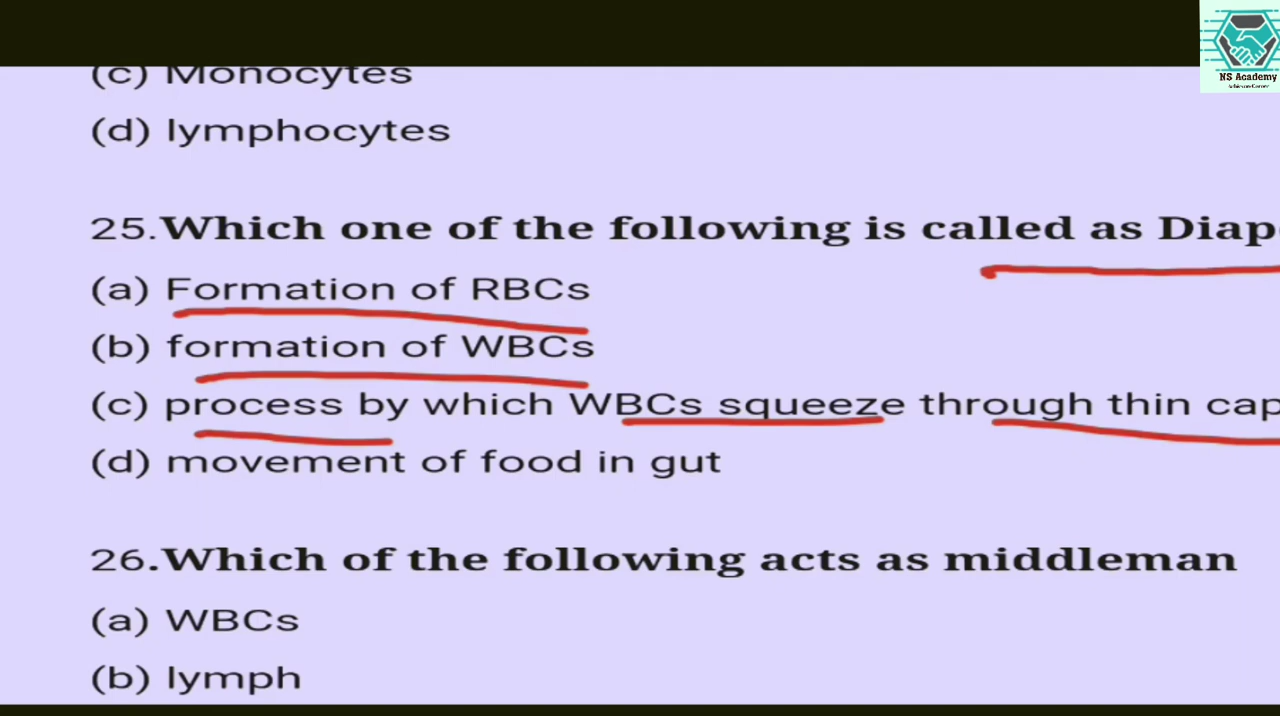 NS Academy
(c) Monocytes
(d) lymphocytes
25.Which one of the following is called as
(a) Formation of RBCs
(b) formation of WBCs
(c) process by which WBCs squeeze through thin
(d) movement of food in gut
26.Which of the following acts as middleman
(a) WBCs
(b) lymph